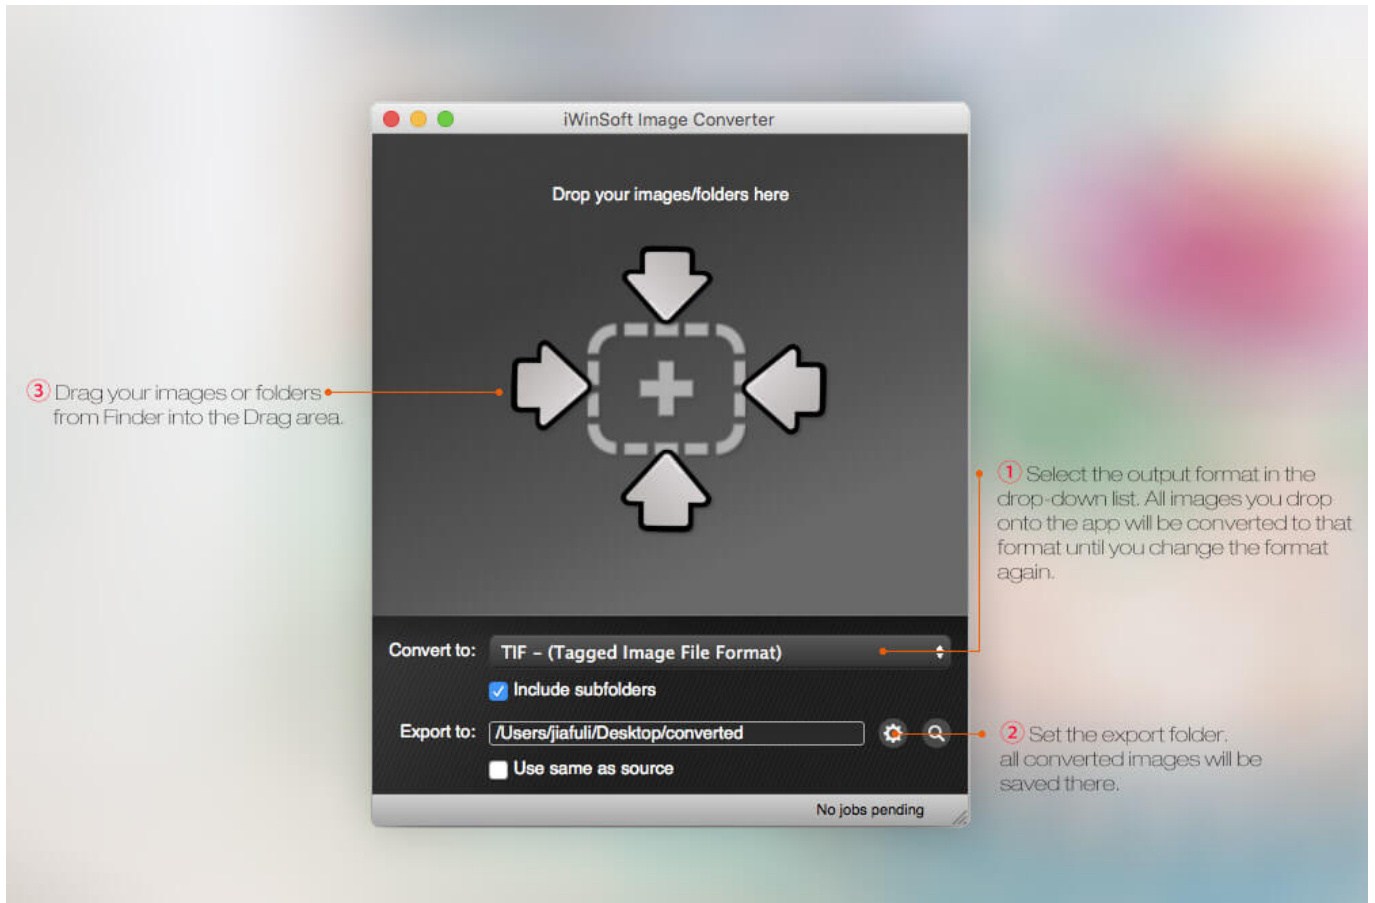 iWinSoft Image Converter
Drop your images/folders here
3 Drag your images or folders
from Finder into the Drag area.
1 Select the output format in the
drop-down list. All images you drop
onto the app will be converted to that
format until you change the format
again.
Convert to: TIF – (Tagged Image File Format)
Include subfolders
Export to: /Users/jiafuli/Desktop/converted
Use same as source
2 Set the export folder.
all converted images will be
saved there.
No jobs pending